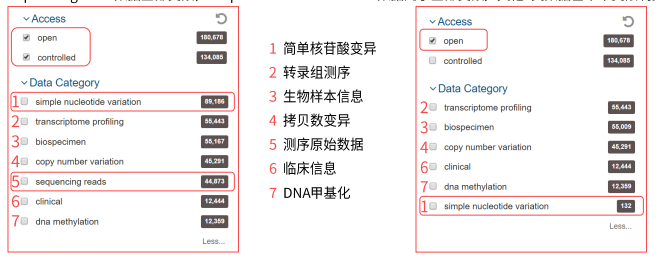 Access
open 180,678
controlled 134,085
Data Category
1 simple nucleotide variation 89,186
2 transcriptome profiling 55,443
3 biospecimen 55,167
4 copy number variation 45,291
5 sequencing reads 44,873
6 clinical 12,444
7 dna methylation 12,359
Less...
1 简单核苷酸变异
2 转录组测序
3 生物样本信息
4 拷贝数变异
5 测序原始数据
6 临床信息
7 DNA甲基化
Access
open 180,678
controlled 134,085
Data Category
2 transcriptome profiling 55,443
3 biospecimen 55,009
4 copy number variation 45,291
6 clinical 12,444
7 dna methylation 12,359
1 simple nucleotide variation 132
Less...